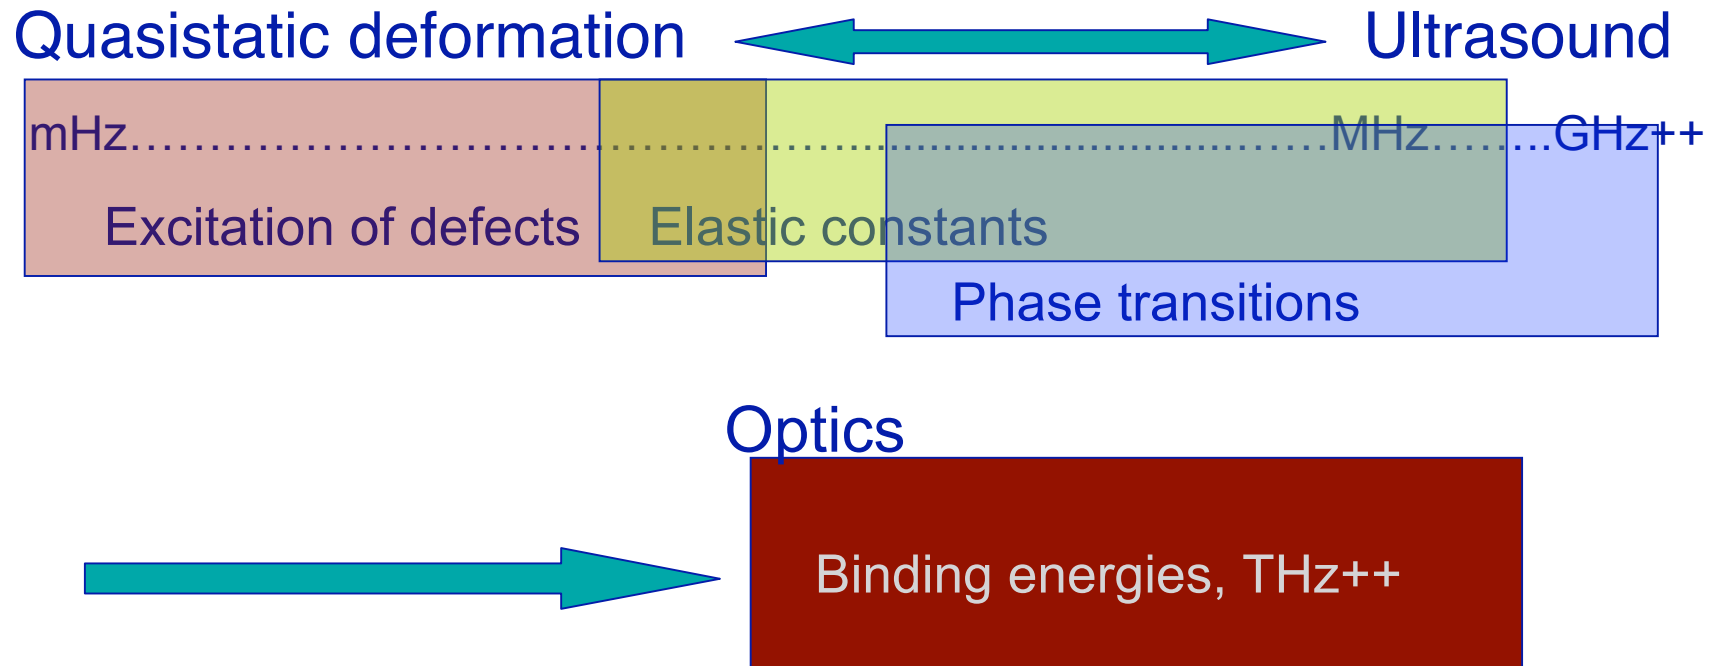 Quasistatic deformation Ultrasound
mHz……………………………………………..............................………MHz……..GHz++
Excitation of defects Elastic constants
Phase transitions
Optics
Binding energies, THz++